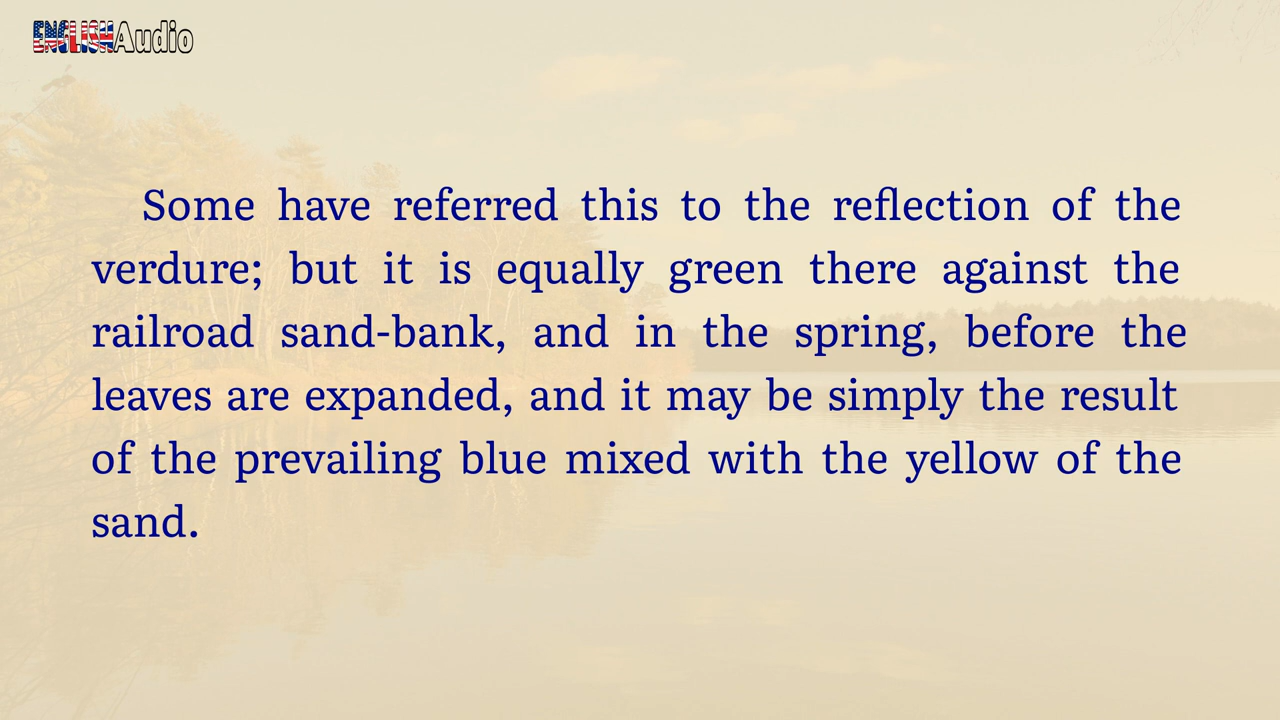 ENGLISHAudio
Some have referred this to the reflection of the
verdure; but it is equally green there against the
railroad sand-bank, and in the spring, before the
leaves are expanded, and it may be simply the result
of the prevailing blue mixed with the yellow of the
sand.